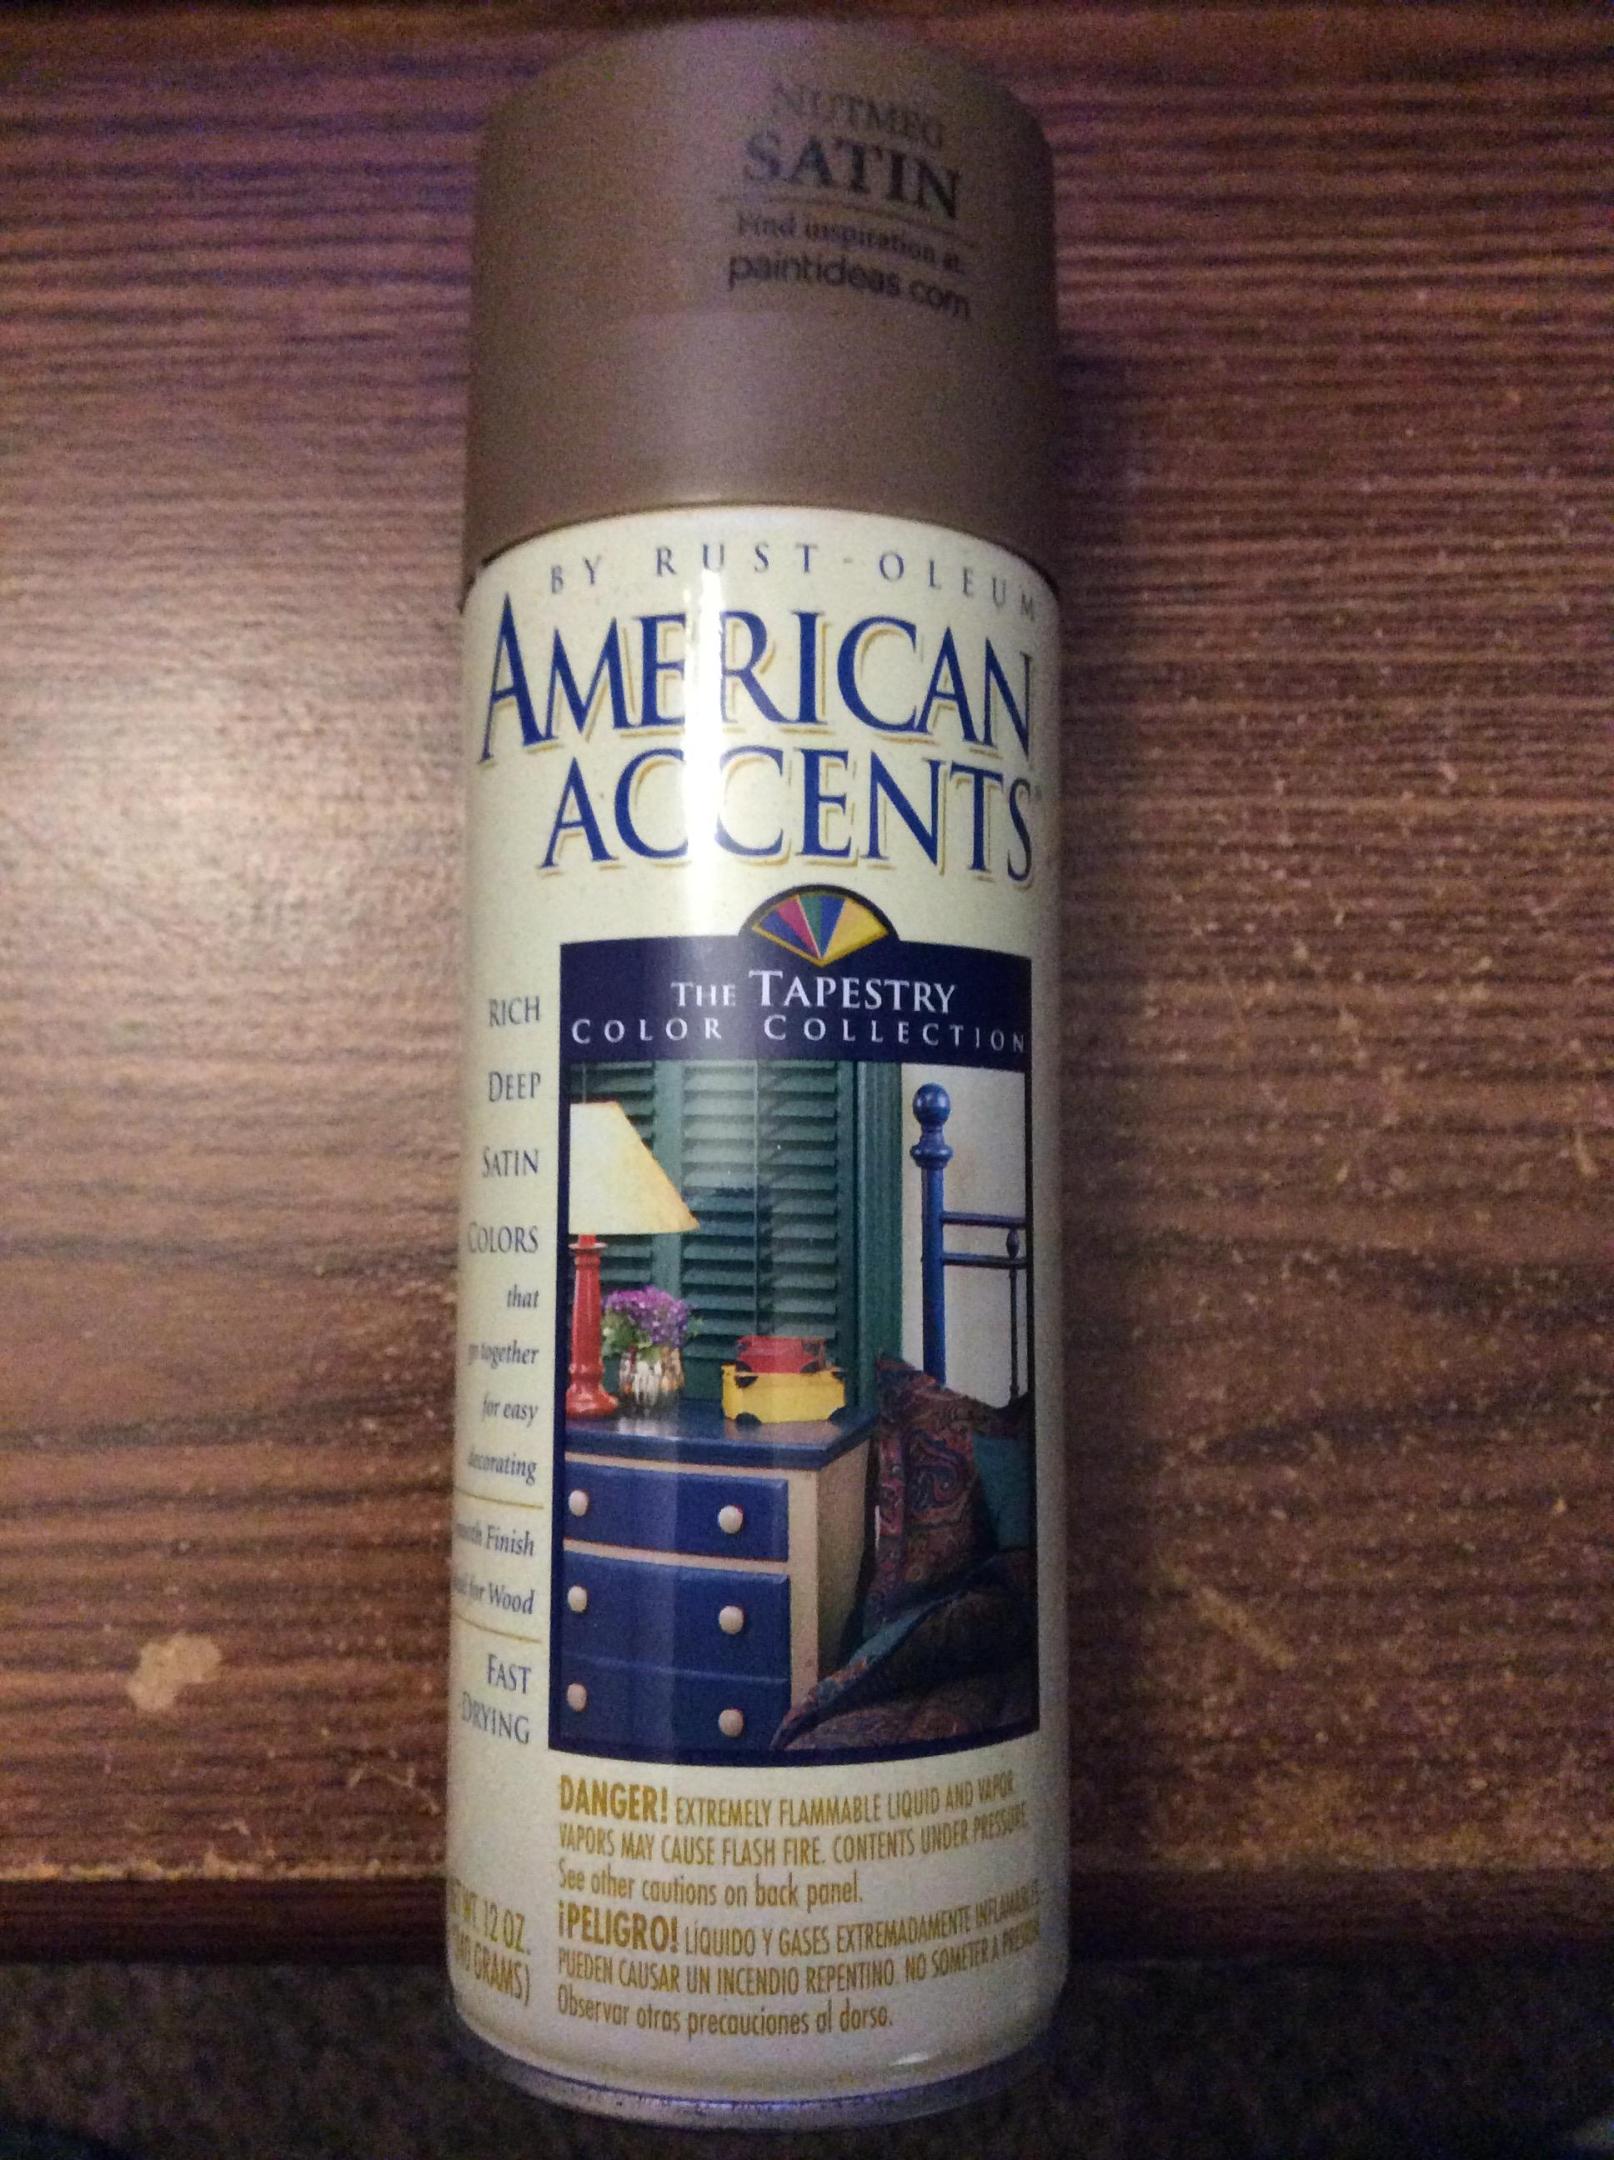 NUTMEG
SATIN
Find inspiration at.
paintideas.com
BY RUST-OLEUM
AMERICAN
ACCENTS
THE TAPESTRY
COLOR COLLECTION
RICH
DEEP
SATIN
COLORS
that
together
for easy
decorating
Finish
for Wood
FAST
DRYING
DANGER! EXTREMELY FLAMMABLE LIQUID AND VAPOR.
VAPORS MAY CAUSE FLASH FIRE. CONTENTS UNDER PRESSURE.
See other cautions on back panel.
¡PELIGRO! LÍQUIDO Y GASES EXTREMADAMENTE INFLAMABLES
PUEDEN CAUSAR UN INCENDIO REPENTINO. NO SOMETER A PRESIÓN
Observar otras precauciones al dorso.
WT. 12 OZ.
GRAMS)